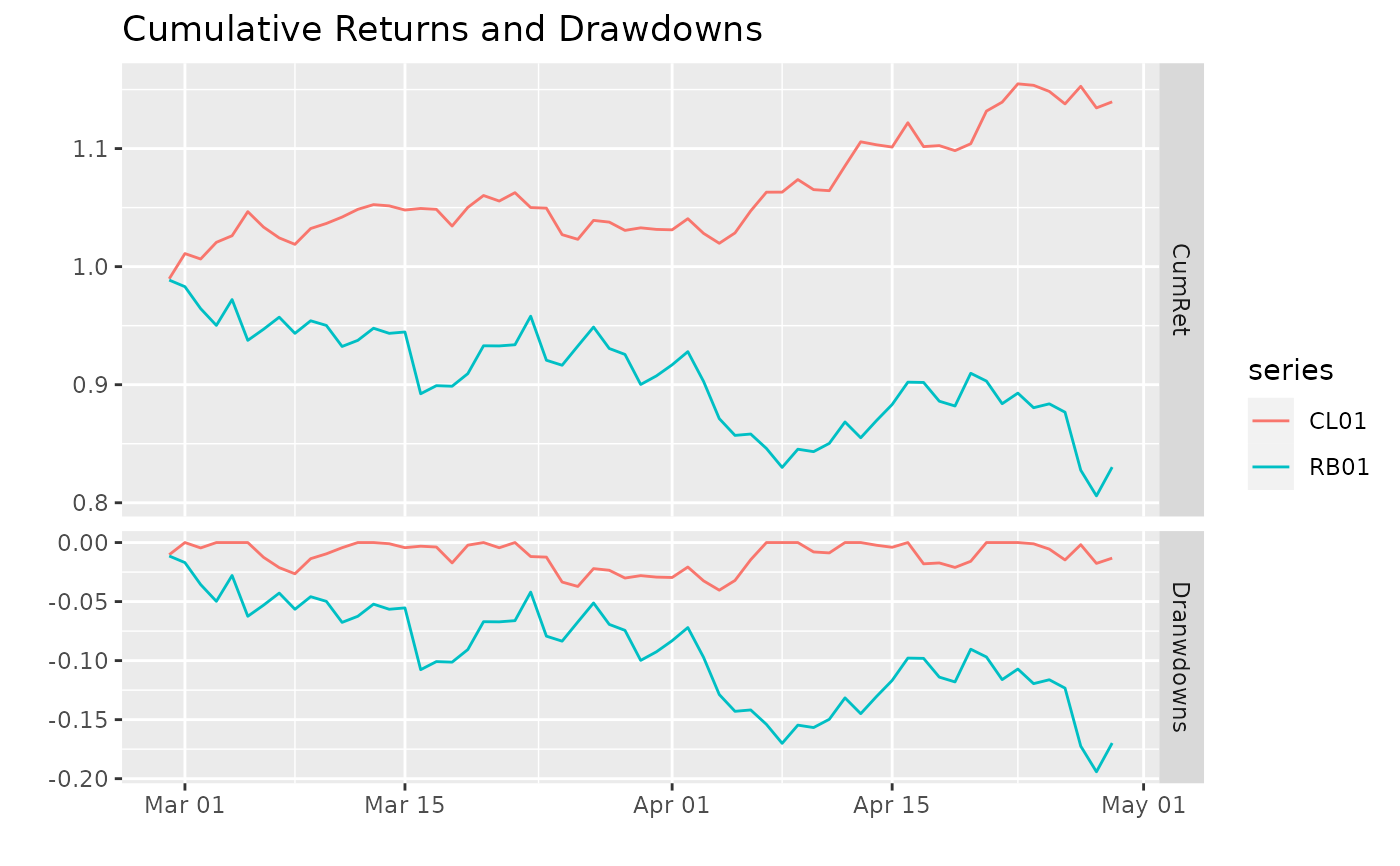 Cumulative Returns and Drawdowns
1.1
1.0
0.9
0.8
CumRet
0.00
-0.05
-0.10
-0.15
-0.20
Dranwdowns
Mar 01
Mar 15
Apr 01
Apr 15
May 01
series
CL01
RB01